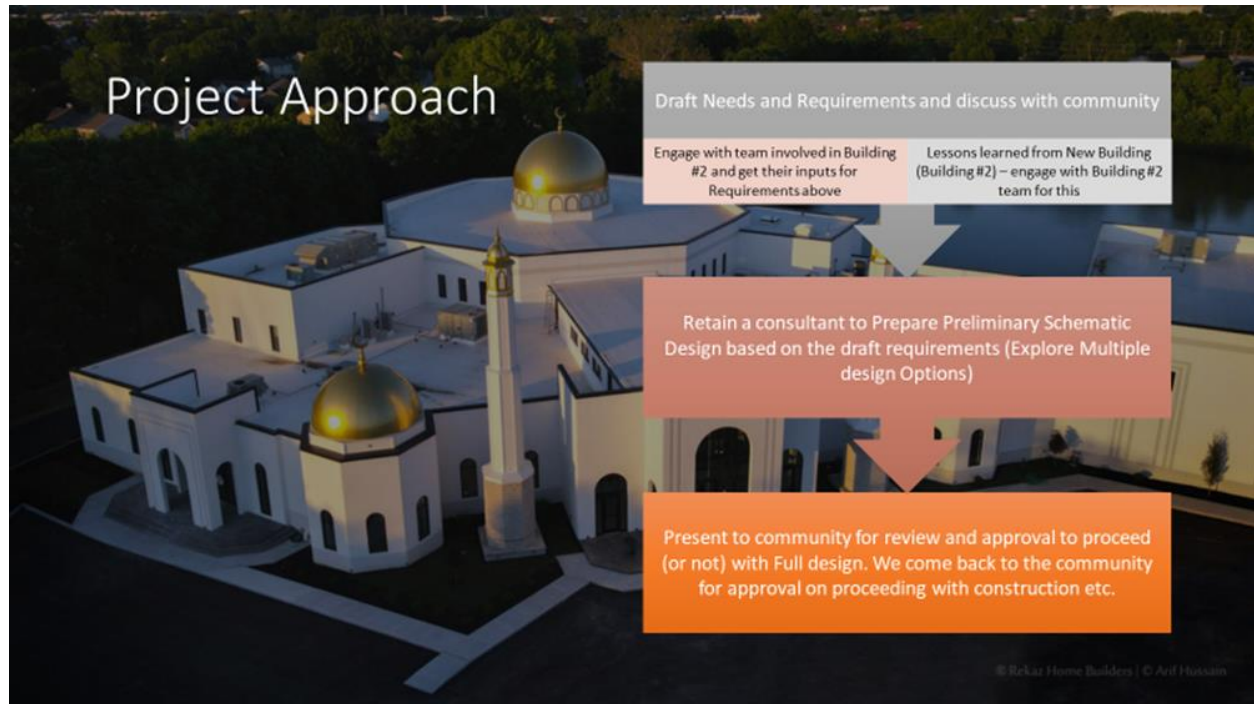 Project Approach
Draft Needs and Requirements and discuss with community
Engage with team involved in Building
#2 and get their inputs for
Requirements above
Lessons learned from New Building
(Building #2) – engage with Building #2
team for this
Retain a consultant to Prepare Preliminary Schematic
Design based on the draft requirements (Explore Multiple
design Options)
Present to community for review and approval to proceed
(or not) with Full design. We come back to the community
for approval on proceeding with construction etc.
® Rekaz Home Builders | © Arif Hussain